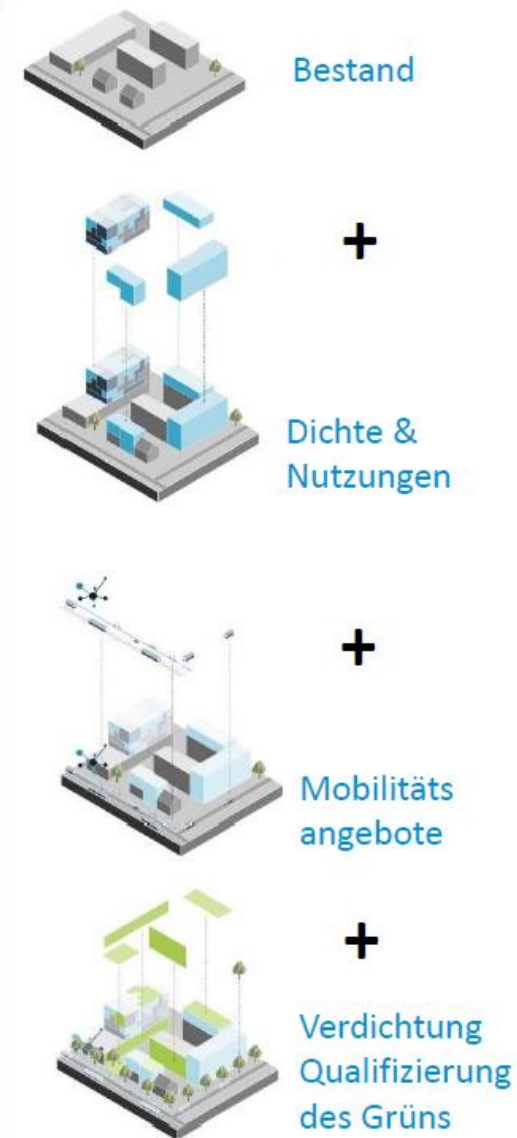 Bestand
+
Dichte &
Nutzungen
+
Mobilitäts
angebote
+
Verdichtung
Qualifizierung
des Grüns